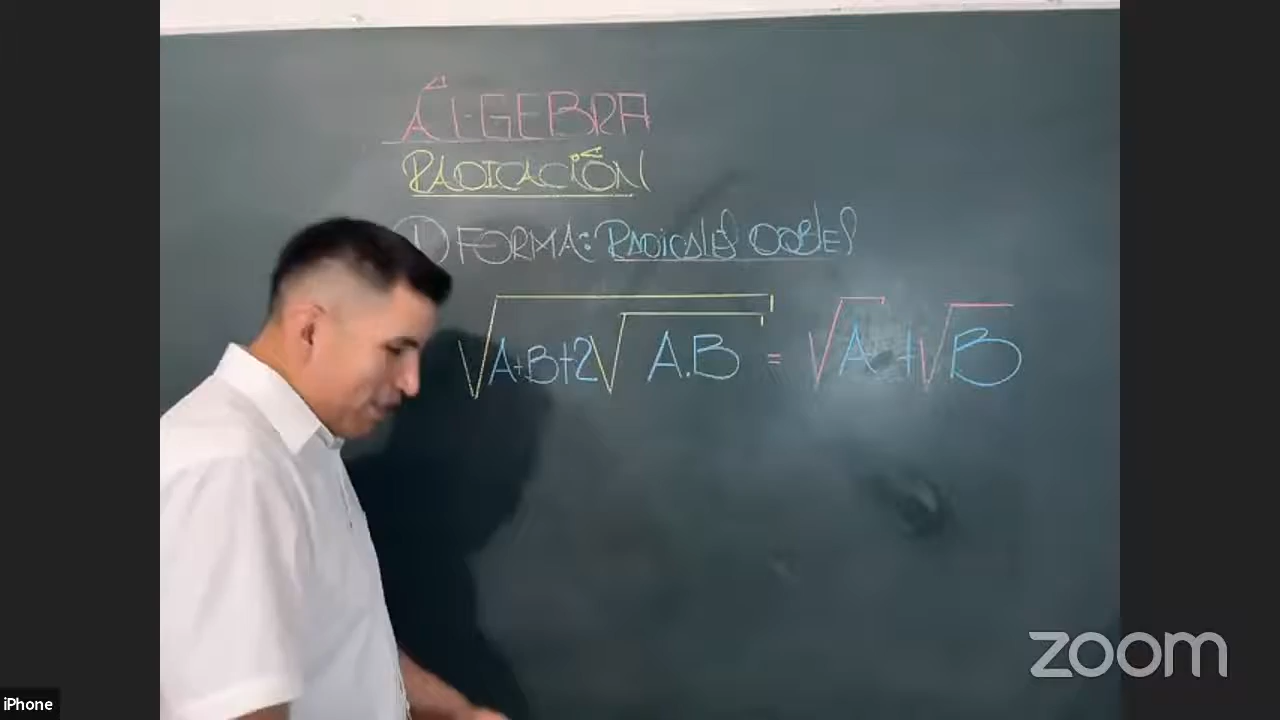 ÁLGEBRA
RADICACIÓN
1) FORMA: RADICALES DOBLES
√(A+B+2√(A.B)) = √A + √B
zoom
iPhone